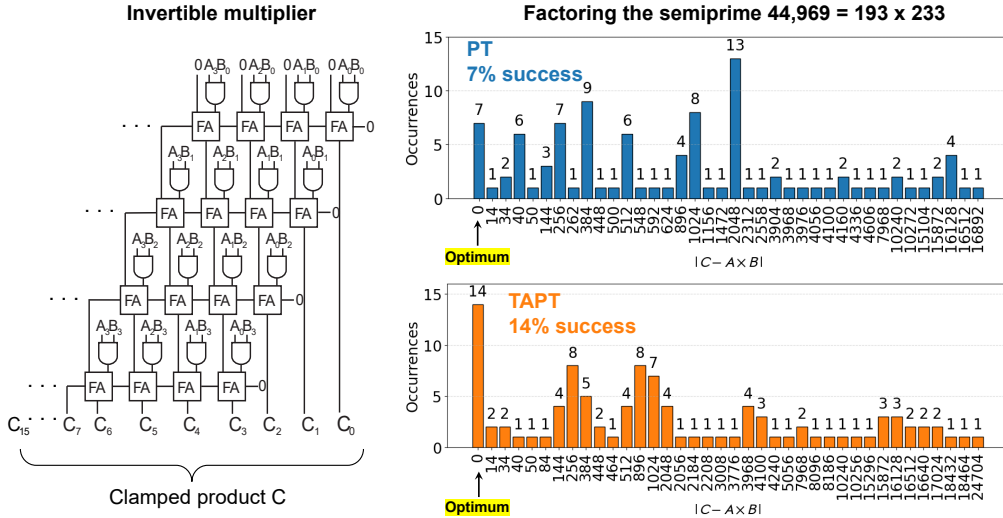 Invertible multiplier
0 A₃B₀ 0 A₂B₀ 0 A₁B₀ 0 A₀B₀
. . . FA FA FA FA 0
A₃B₁ A₂B₁ A₁B₁ A₀B₁
. . . FA FA FA FA 0
A₃B₂ A₂B₂ A₁B₂ A₀B₂
. . . FA FA FA FA 0
A₃B₃ A₂B₃ A₁B₃ A₀B₃
. . . FA FA FA FA 0
C₁₅ . . . C₇ C₆ C₅ C₄ C₃ C₂ C₁ C₀
Clamped product C
Factoring the semiprime 44,969 = 193 x 233
PT
7% success
Occurrences
15
10
5
0
7 1 2 6 1 3 7 1 9 1 1 6 1 1 1 4 8 1 1 13 1 1 2 1 1 1 1 2 1 1 1 2 1 1 2 4 1 1
0 14 34 40 50 144 256 262 384 448 500 512 548 592 624 896 1024 1156 1472 2048 2312 2558 3904 3968 3976 4056 4100 4160 4336 4666 7968 10240 10272 15104 15872 16128 16512 16892
Optimum
|C − A × B|
TAPT
14% success
Occurrences
15
10
5
0
14 2 2 1 1 1 4 8 5 2 1 4 8 7 4 1 1 1 1 1 4 3 1 1 2 1 1 1 1 1 3 3 2 2 2 1 1 1
0 14 34 40 50 84 144 256 384 448 464 512 896 1024 2048 2056 2184 2208 3008 3776 3968 4100 4240 5056 7968 8096 8186 10240 10256 15296 15872 16128 16512 16640 17024 18432 18464 24704
Optimum
|C − A × B|